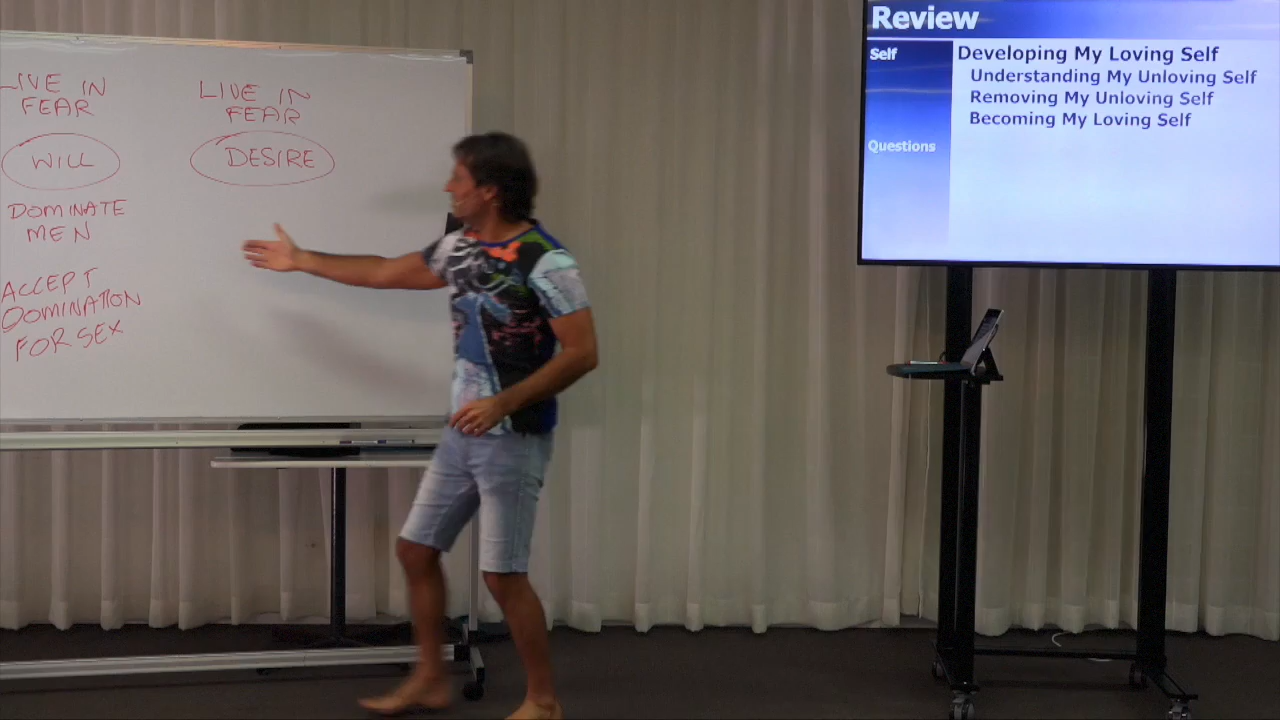 LIVE IN
FEAR
WILL
DOMINATE
MEN
ACCEPT
DOMINATION
FOR SEX
LIVE IN
FEAR
DESIRE
Review
Self
Developing My Loving Self
Understanding My Unloving Self
Removing My Unloving Self
Becoming My Loving Self
Questions